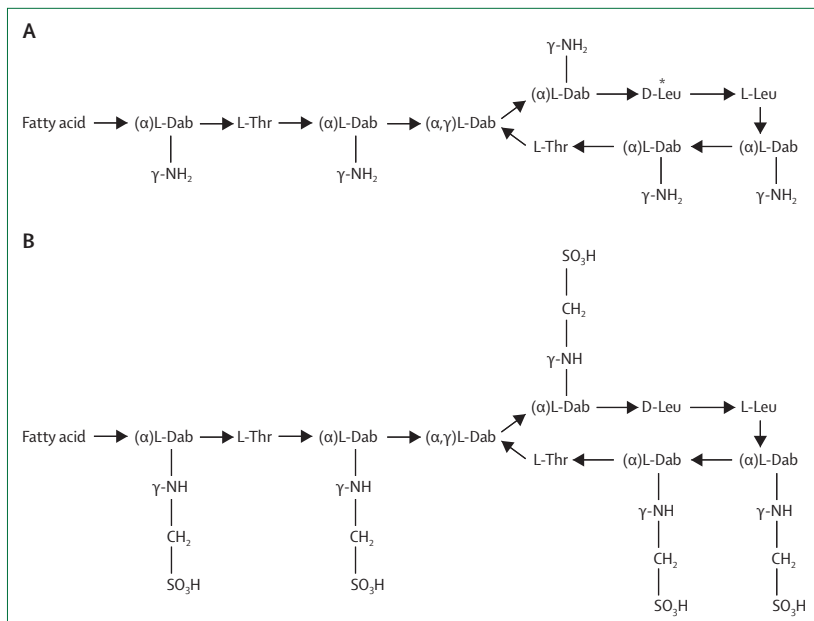 A
γ-NH₂
(α)L-Dab D-Leu* L-Leu
Fatty acid (α)L-Dab L-Thr (α)L-Dab (α,γ)L-Dab
L-Thr (α)L-Dab (α)L-Dab
γ-NH₂ γ-NH₂ γ-NH₂ γ-NH₂
B
SO₃H
CH₂
γ-NH
(α)L-Dab D-Leu L-Leu
Fatty acid (α)L-Dab L-Thr (α)L-Dab (α,γ)L-Dab
L-Thr (α)L-Dab (α)L-Dab
γ-NH γ-NH γ-NH γ-NH
CH₂ CH₂ CH₂ CH₂
SO₃H SO₃H SO₃H SO₃H